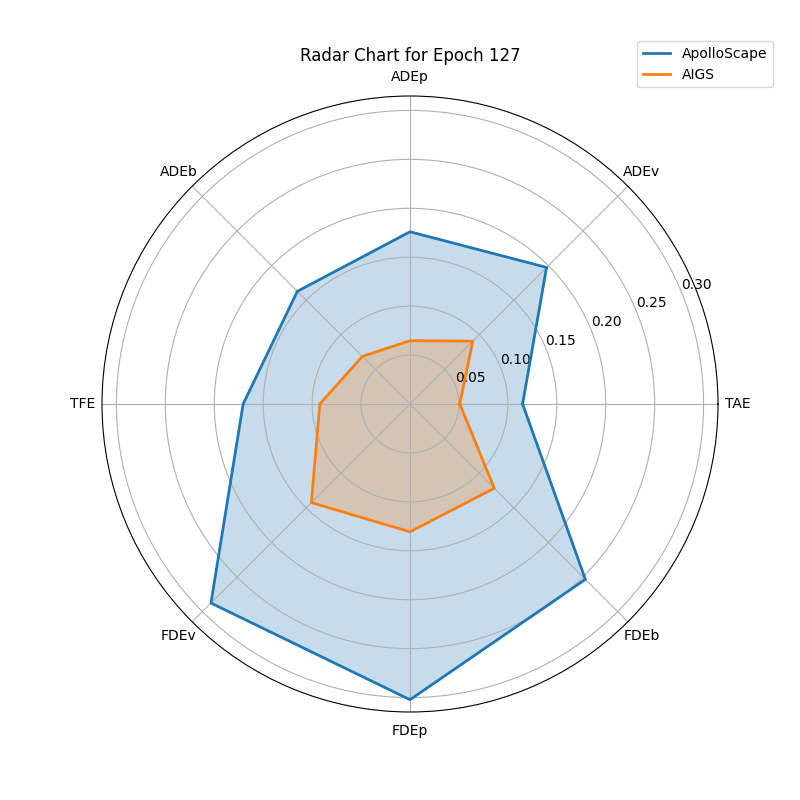 Radar Chart for Epoch 127
ApolloScape
AIGS
ADEp
ADEb
ADEv
0.30
0.25
0.20
0.15
0.10
0.05
TFE
TAE
FDEv
FDEb
FDEp